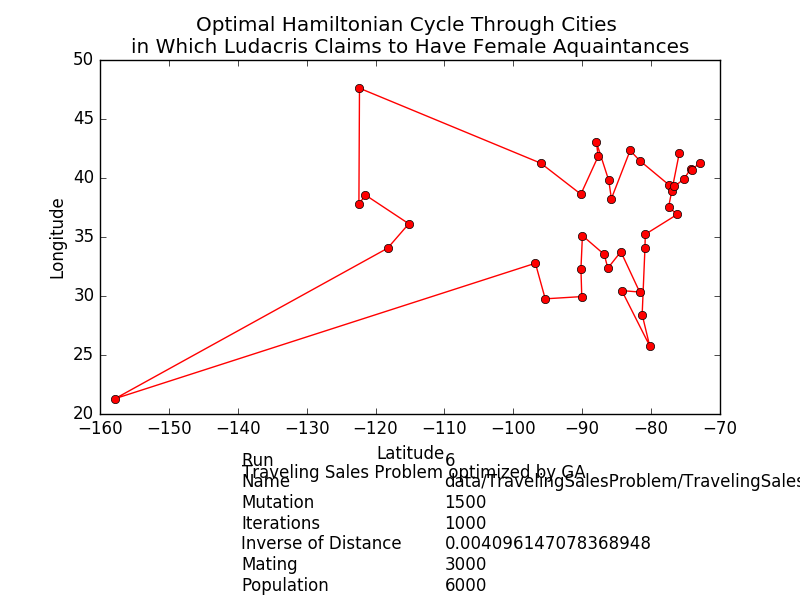 Optimal Hamiltonian Cycle Through Cities
in Which Ludacris Claims to Have Female Aquaintances
50
45
40
35
30
25
20
Longitude
−160 −150 −140 −130 −120 −110 −100 −90 −80 −70
Latitude
Run 6
Traveling Sales Problem optimized by GA
Name data/TravelingSalesProblem/TravelingSales
Mutation 1500
Iterations 1000
Inverse of Distance 0.004096147078368948
Mating 3000
Population 6000